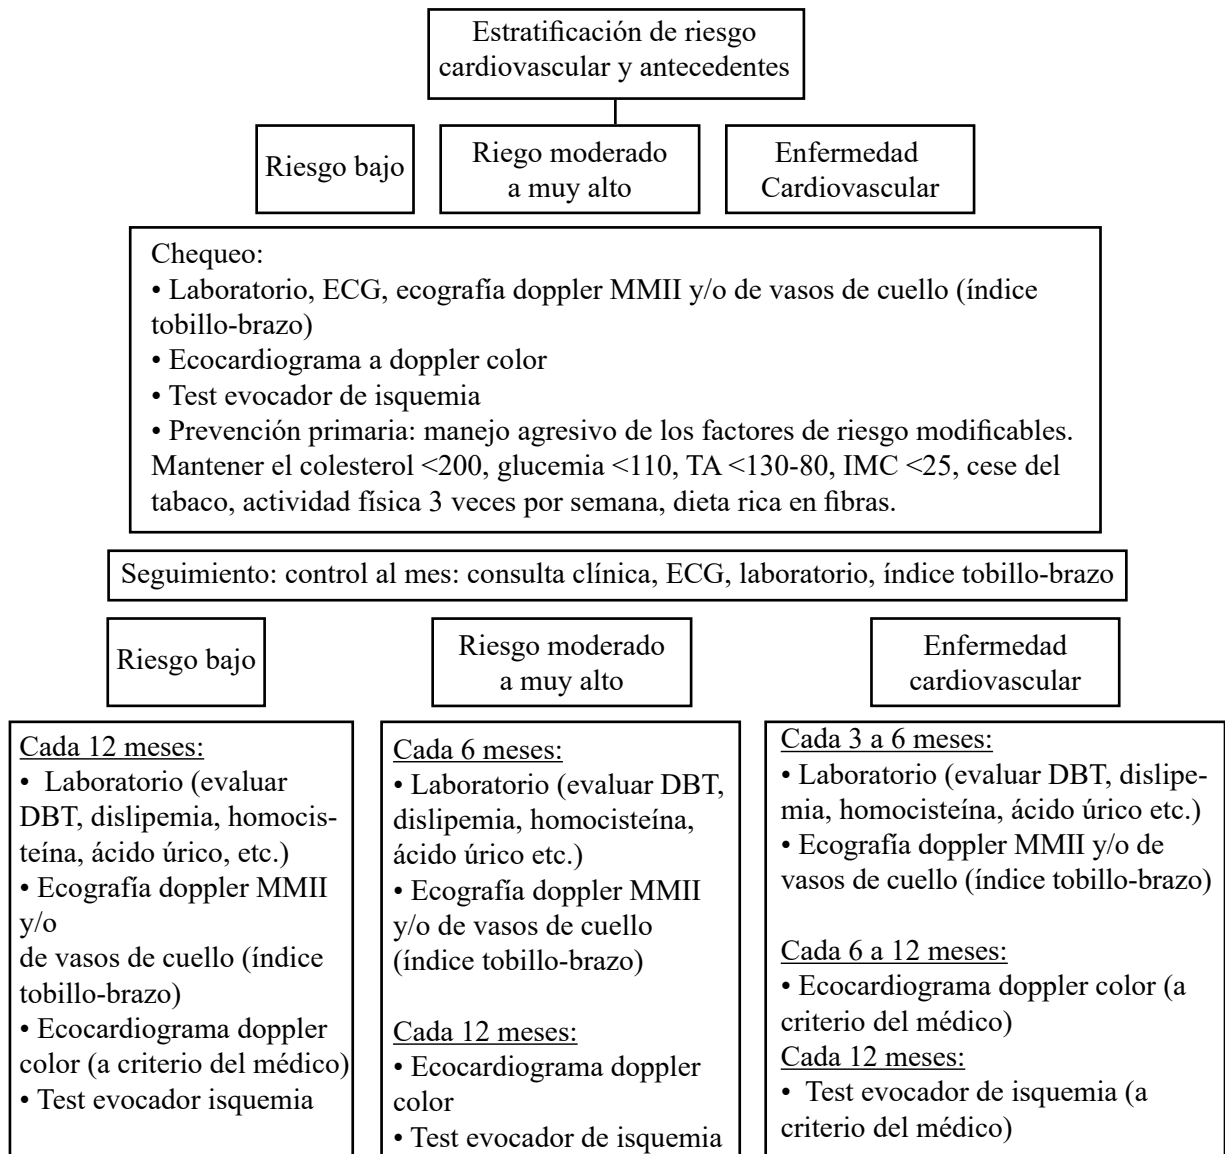 Estratificación de riesgo
cardiovascular y antecedentes
Riesgo bajo
Riego moderado
a muy alto
Enfermedad
Cardiovascular
Chequeo:
• Laboratorio, ECG, ecografía doppler MMII y/o de vasos de cuello (índice
tobillo-brazo)
• Ecocardiograma a doppler color
• Test evocador de isquemia
• Prevención primaria: manejo agresivo de los factores de riesgo modificables.
Mantener el colesterol <200, glucemia <110, TA <130-80, IMC <25, cese del
tabaco, actividad física 3 veces por semana, dieta rica en fibras.
Seguimiento: control al mes: consulta clínica, ECG, laboratorio, índice tobillo-brazo
Riesgo bajo
Riesgo moderado
a muy alto
Enfermedad
cardiovascular
Cada 12 meses:
• Laboratorio (evaluar
DBT, dislipemia, homocis-
teína, ácido úrico, etc.)
• Ecografía doppler MMII
y/o
de vasos de cuello (índice
tobillo-brazo)
• Ecocardiograma doppler
color (a criterio del médico)
• Test evocador isquemia
Cada 6 meses:
• Laboratorio (evaluar DBT,
dislipemia, homocisteína,
ácido úrico etc.)
• Ecografía doppler MMII
y/o de vasos de cuello
(índice tobillo-brazo)
Cada 12 meses:
• Ecocardiograma doppler
color
• Test evocador de isquemia
Cada 3 a 6 meses:
• Laboratorio (evaluar DBT, dislipe-
mia, homocisteína, ácido úrico etc.)
• Ecografía doppler MMII y/o de
vasos de cuello (índice tobillo-brazo)
Cada 6 a 12 meses:
• Ecocardiograma doppler color (a
criterio del médico)
Cada 12 meses:
• Test evocador de isquemia (a
criterio del médico)